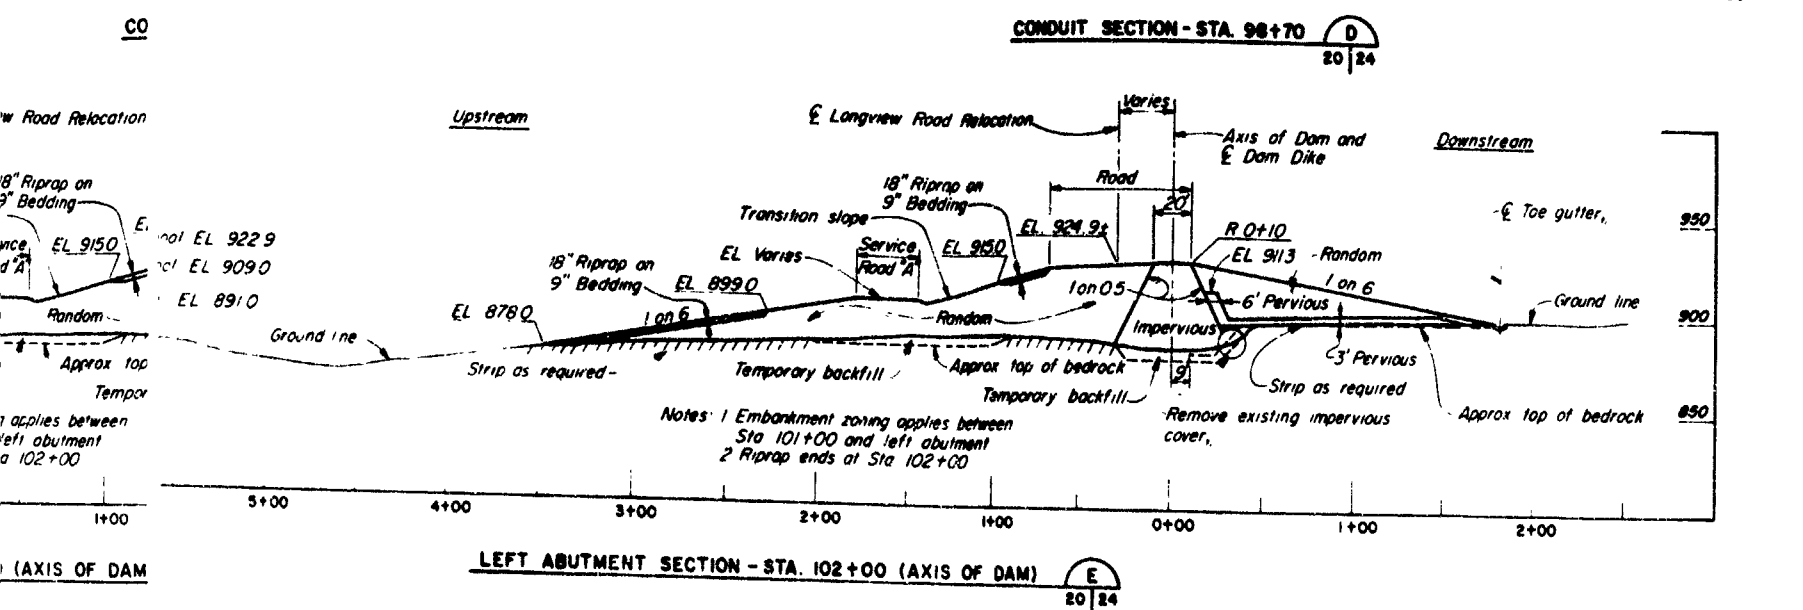 CO
CONDUIT SECTION - STA. 98+70
D
20 24
w Road Relocation
Upstream
℄ Longview Road Relocation
Varies
Axis of Dam and
℄ Dam Dike
Downstream
18" Riprap on
9" Bedding
Road
20'
18" Riprap on
9" Bedding
Transition slope
EL 924.9±
R 0+10
℄ Toe gutter
950
pool EL 922 9
EL 909 0
EL 891 0
EL 915 0
EL Varies
Service
Road "A"
EL 915 0
EL 911 3
Random
18" Riprap on
9" Bedding
EL 899 0
1 on 0 5
6' Pervious
1 on 6
Ground line
EL 878 0
1 on 6
Random
Random
Impervious
900
Ground line
Approx top
Strip as required
Temporary backfill
Approx top of bedrock
3' Pervious
Strip as required
9'
Temporary backfill
Remove existing impervious
cover
Approx top of bedrock
850
applies between
left abutment
102+00
Notes 1 Embankment zoning applies between
Sta 101+00 and left abutment
2 Riprap ends at Sta 102+00
1+00
5+00
4+00
3+00
2+00
1+00
0+00
1+00
2+00
(AXIS OF DAM
LEFT ABUTMENT SECTION - STA. 102+00 (AXIS OF DAM)
E
20 24